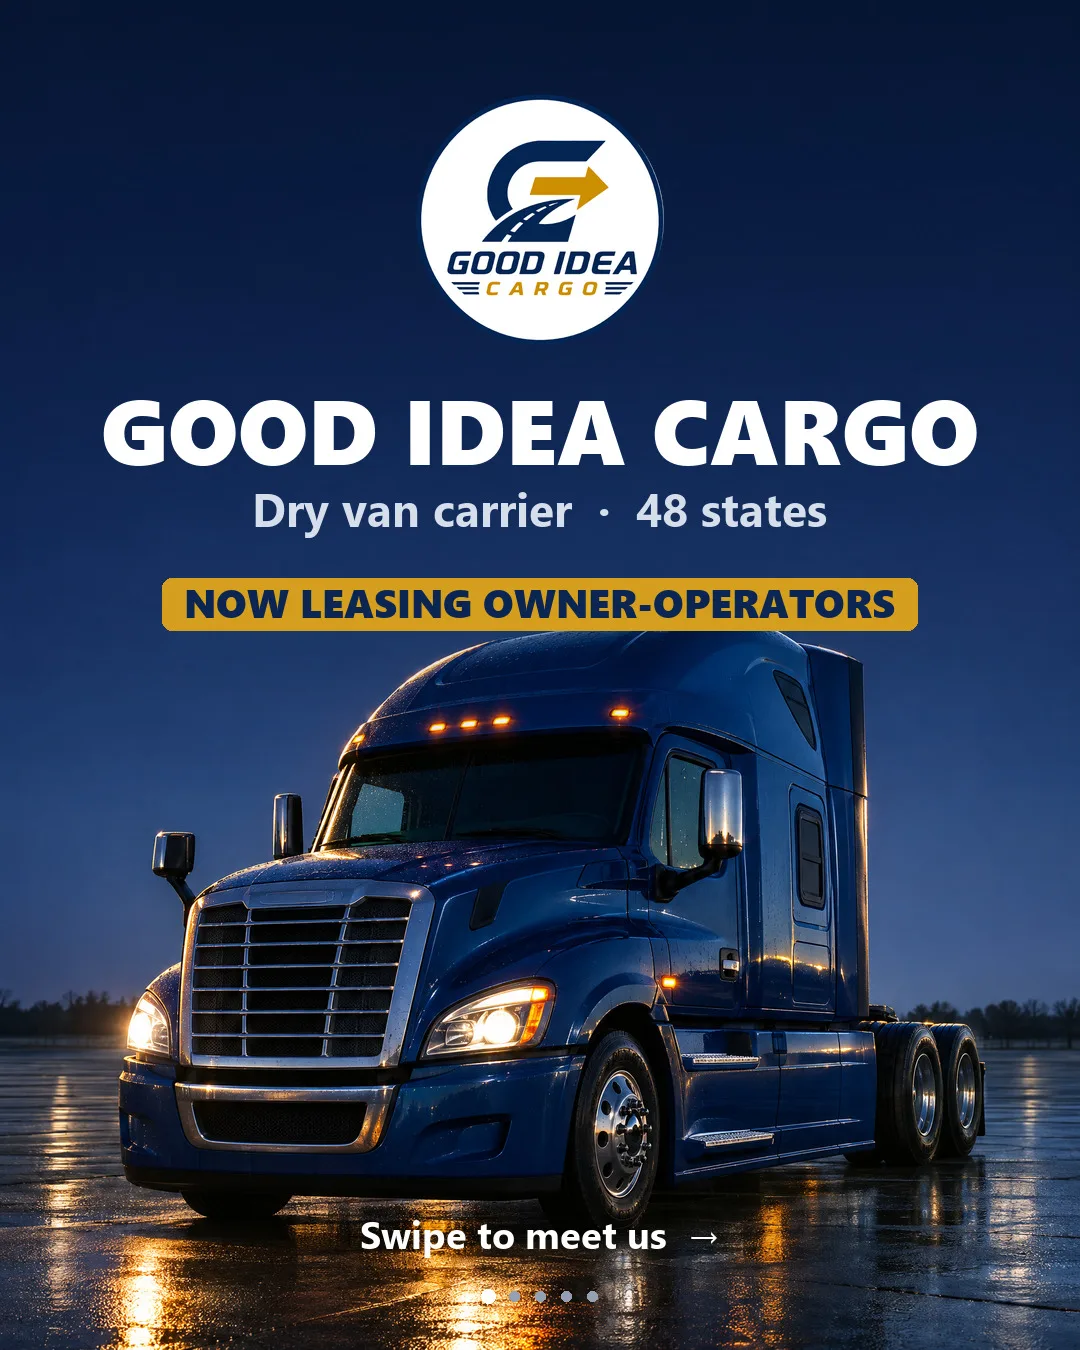 GOOD IDEA
CARGO
GOOD IDEA CARGO
Dry van carrier · 48 states
NOW LEASING OWNER-OPERATORS
Swipe to meet us →